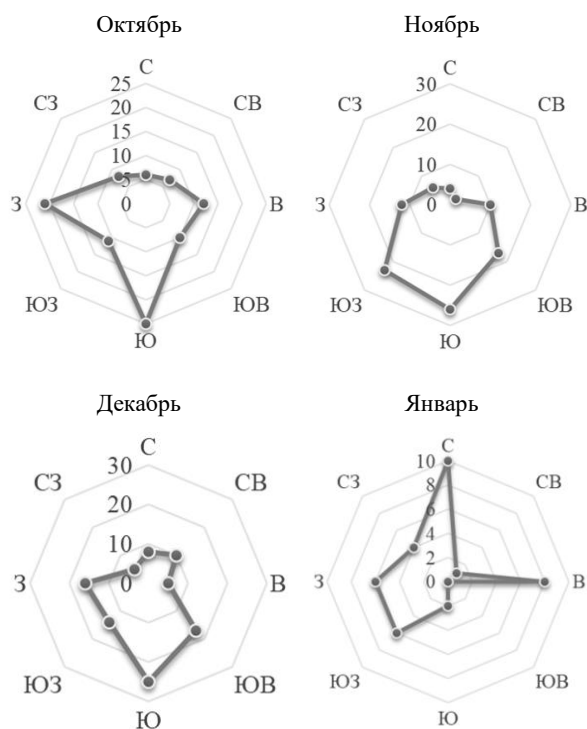 Октябрь
С
СВ
В
ЮВ
Ю
ЮЗ
З
СЗ
25
20
15
10
5
0
Ноябрь
С
СВ
В
ЮВ
Ю
ЮЗ
З
СЗ
30
20
10
0
Декабрь
С
СВ
В
ЮВ
Ю
ЮЗ
З
СЗ
30
20
10
0
Январь
С
СВ
В
ЮВ
Ю
ЮЗ
З
СЗ
10
8
6
4
2
0